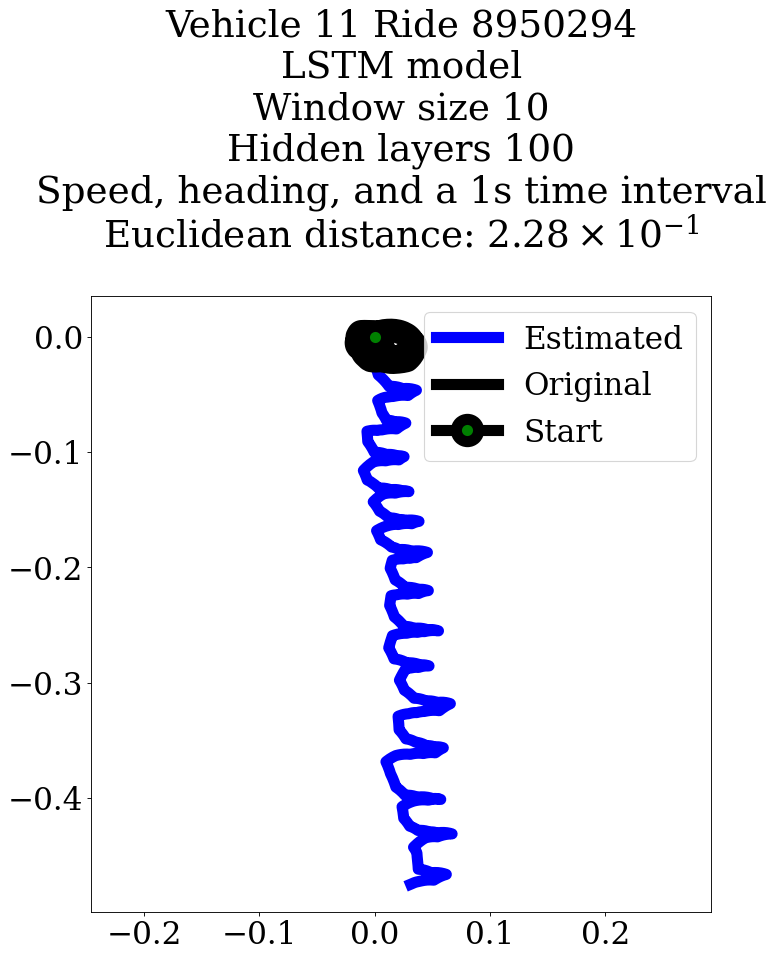 Vehicle 11 Ride 8950294
LSTM model
Window size 10
Hidden layers 100
Speed, heading, and a 1s time interval
Euclidean distance: 2.28 × 10⁻¹
Estimated
Original
Start
0.0
−0.1
−0.2
−0.3
−0.4
−0.2 −0.1 0.0 0.1 0.2